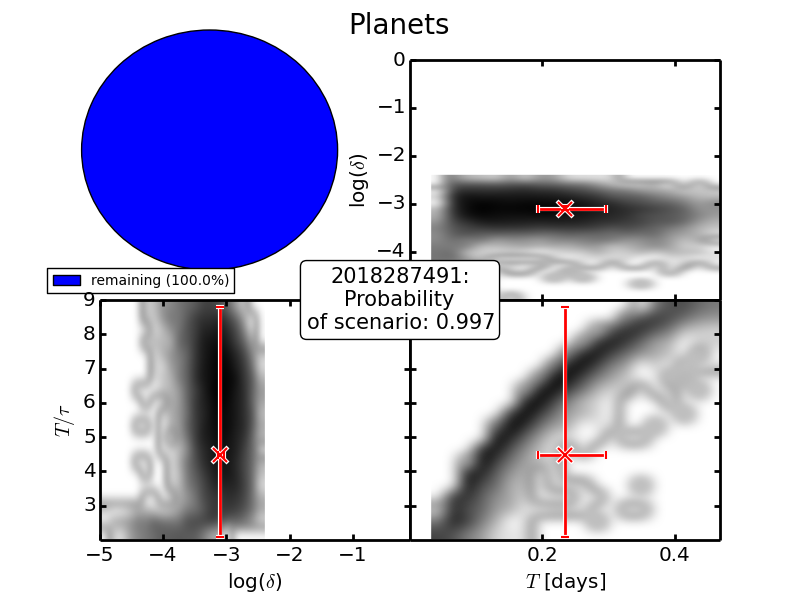 Planets
0
−1
−2
−3
−4
log(δ)
remaining (100.0%)
2018287491:
Probability
of scenario: 0.997
9
8
7
6
5
4
3
T/τ
−5
−4
−3
−2
−1
log(δ)
0.2
0.4
T [days]